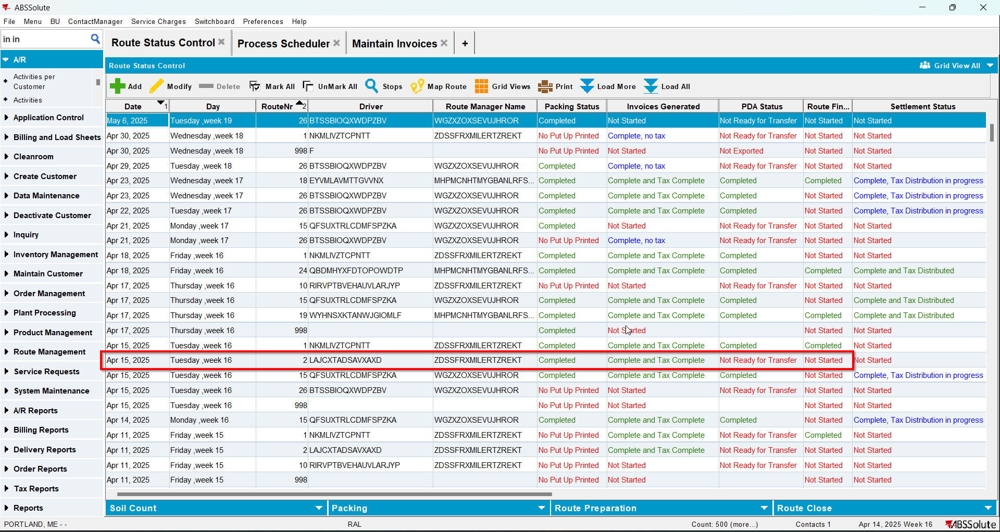 ABSSolute
File Menu BU ContactManager Service Charges Switchboard Preferences Help
in in
Route Status Control Process Scheduler Maintain Invoices +
A/R
Activities per
Customer
Activities
Application Control
Billing and Load Sheets
Cleanroom
Create Customer
Data Maintenance
Deactivate Customer
Inquiry
Inventory Management
Maintain Customer
Order Management
Plant Processing
Product Management
Route Management
Service Requests
System Maintenance
A/R Reports
Billing Reports
Delivery Reports
Order Reports
Tax Reports
Reports
Route Status Control Grid View All
Add Modify Delete Mark All UnMark All Stops Map Route Grid Views Print Load More Load All
Date 1 Day RouteNr 2 Driver Route Manager Name Packing Status Invoices Generated PDA Status Route Fin... Settlement Status
May 6, 2025 Tuesday ,week 19 26 BTSSBIOQXWDPZBV WGZXZOXSEVUJHROR Completed Not Started Not Ready for Transfer Not Started Not Started
Apr 30, 2025 Wednesday ,week 18 1 NKMLIVZTCPNTT ZDSSFRXMILERTZREKT No Put Up Printed Complete, no tax Not Ready for Transfer Not Started Not Started
Apr 30, 2025 Wednesday ,week 18 998 F No Put Up Printed Not Started Not Exported Not Started Not Started
Apr 29, 2025 Tuesday ,week 18 26 BTSSBIOQXWDPZBV WGZXZOXSEVUJHROR Completed Complete, no tax Not Ready for Transfer Not Started Not Started
Apr 23, 2025 Wednesday ,week 17 18 EYVMLAVMTTGVVNX MHPMCNHTMYGBANLRFS... Completed Complete and Tax Complete Completed Completed Complete, Tax Distribution in progress
Apr 23, 2025 Wednesday ,week 17 26 BTSSBIOQXWDPZBV WGZXZOXSEVUJHROR Completed Complete and Tax Complete Completed Not Started Complete, Tax Distribution in progress
Apr 22, 2025 Tuesday ,week 17 26 BTSSBIOQXWDPZBV WGZXZOXSEVUJHROR Completed Complete and Tax Complete Completed Not Started Complete, Tax Distribution in progress
Apr 21, 2025 Monday ,week 17 15 QFSUXTRLCDMFSPZKA WGZXZOXSEVUJHROR Completed Not Started Not Ready for Transfer Not Started Not Started
Apr 21, 2025 Monday ,week 17 26 BTSSBIOQXWDPZBV WGZXZOXSEVUJHROR No Put Up Printed Complete, no tax Not Ready for Transfer Not Started Not Started
Apr 18, 2025 Friday ,week 16 1 NKMLIVZTCPNTT ZDSSFRXMILERTZREKT Completed Complete and Tax Complete Completed Not Started Not Started
Apr 18, 2025 Friday ,week 16 24 QBDMHYXFDTOPOWDTP MHPMCNHTMYGBANLRFS... Completed Complete and Tax Complete Completed Completed Complete and Tax Distributed
Apr 17, 2025 Thursday ,week 16 10 RIRVPTBVEHAUVLARJYP ZDSSFRXMILERTZREKT No Put Up Printed Not Started Not Ready for Transfer Not Started Not Started
Apr 17, 2025 Thursday ,week 16 15 QFSUXTRLCDMFSPZKA WGZXZOXSEVUJHROR Completed Complete and Tax Complete Completed Not Started Complete and Tax Distributed
Apr 17, 2025 Thursday ,week 16 19 WYHNSXKTANWJGIOMLF MHPMCNHTMYGBANLRFS... Completed Complete and Tax Complete Completed Completed Complete and Tax Distributed
Apr 17, 2025 Thursday ,week 16 998 Completed Not Started Not Started Not Started
Apr 15, 2025 Tuesday ,week 16 1 NKMLIVZTCPNTT ZDSSFRXMILERTZREKT Completed Complete and Tax Complete Completed Completed Not Started
Apr 15, 2025 Tuesday ,week 16 2 LAJCXTADSAVXAXD ZDSSFRXMILERTZREKT Completed Complete and Tax Complete Not Ready for Transfer Not Started Not Started
Apr 15, 2025 Tuesday ,week 16 15 QFSUXTRLCDMFSPZKA WGZXZOXSEVUJHROR Completed Complete and Tax Complete Completed Not Started Complete, Tax Distribution in progress
Apr 15, 2025 Tuesday ,week 16 26 BTSSBIOQXWDPZBV WGZXZOXSEVUJHROR No Put Up Printed Not Started Not Ready for Transfer Not Started Not Started
Apr 15, 2025 Tuesday ,week 16 998 No Put Up Printed Not Started Not Started Not Started
Apr 14, 2025 Monday ,week 16 15 QFSUXTRLCDMFSPZKA WGZXZOXSEVUJHROR Completed Complete and Tax Complete Completed Not Started Complete, Tax Distribution in progress
Apr 11, 2025 Friday ,week 15 1 NKMLIVZTCPNTT ZDSSFRXMILERTZREKT No Put Up Printed Complete and Tax Complete Not Ready for Transfer Completed Not Started
Apr 11, 2025 Friday ,week 15 2 LAJCXTADSAVXAXD ZDSSFRXMILERTZREKT No Put Up Printed Complete and Tax Complete Not Ready for Transfer Not Started Not Started
Apr 11, 2025 Friday ,week 15 10 RIRVPTBVEHAUVLARJYP ZDSSFRXMILERTZREKT No Put Up Printed Not Started Not Ready for Transfer Not Started Not Started
Apr 11, 2025 Friday ,week 15 998 No Put Up Printed Not Started Not Started Not Started
Soil Count Packing Route Preparation Route Close
PORTLAND, ME - - RAL Count: 500 (more...) Contacts 1 Apr 14, 2025 Week 16 ABSSolute